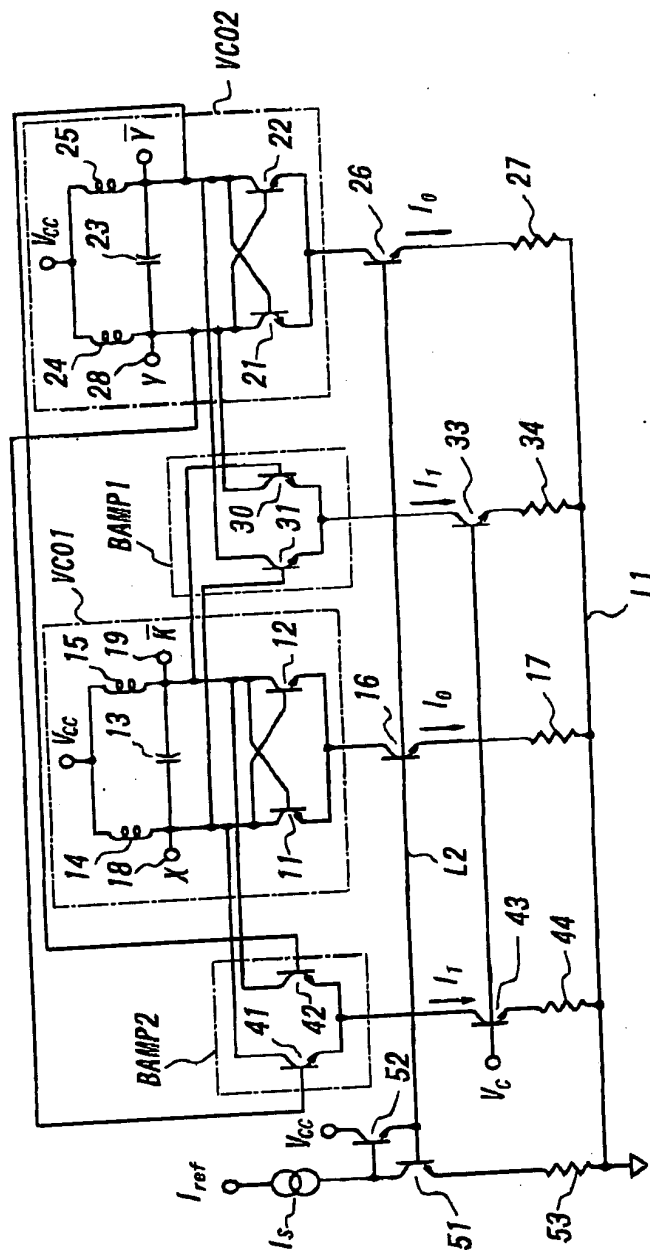 Iref
Is
Vcc
52
51
53
BAMP2
41
42
I1
43
Vc
44
VCO1
Vcc
14
15
13
18
19
X
K̅
11
12
16
I0
17
L2
BAMP1
31
30
I1
33
34
VCO2
Vcc
24
25
23
28
Y
Y̅
21
22
26
I0
27
L1